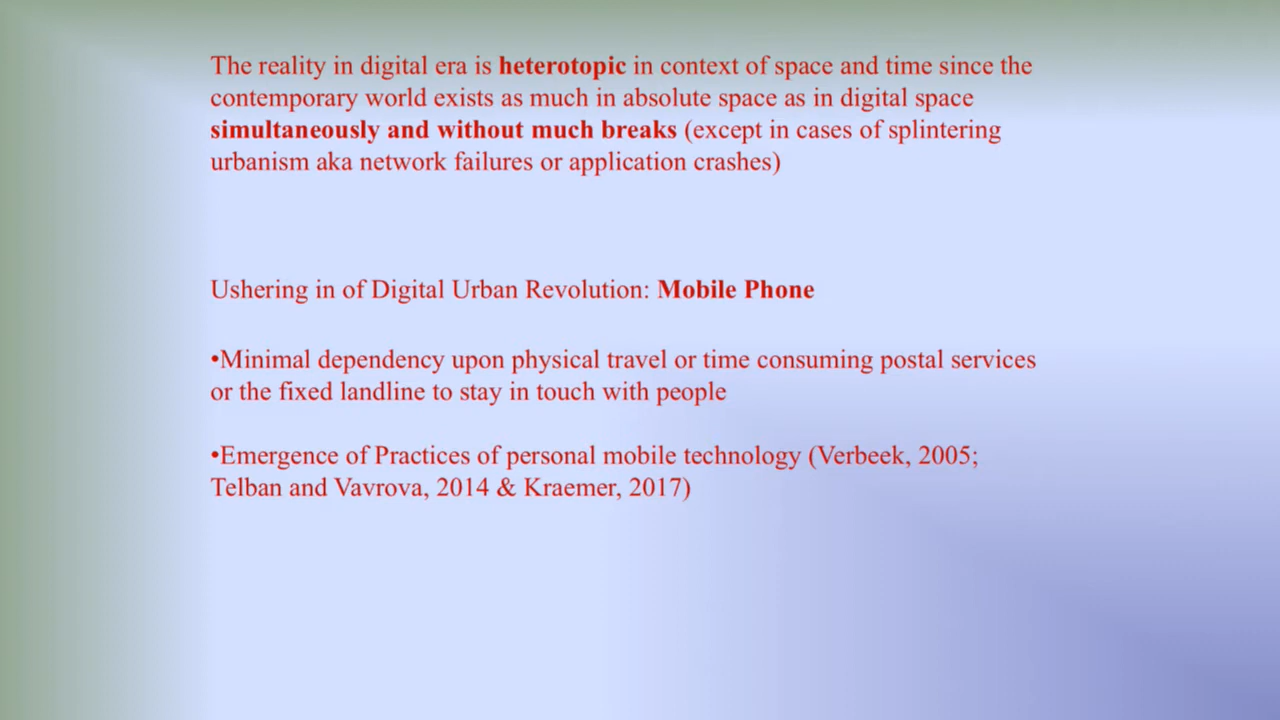 The reality in digital era is heterotopic in context of space and time since the
contemporary world exists as much in absolute space as in digital space
simultaneously and without much breaks (except in cases of splintering
urbanism aka network failures or application crashes)
Ushering in of Digital Urban Revolution: Mobile Phone
•Minimal dependency upon physical travel or time consuming postal services
or the fixed landline to stay in touch with people
•Emergence of Practices of personal mobile technology (Verbeek, 2005;
Telban and Vavrova, 2014 & Kraemer, 2017)